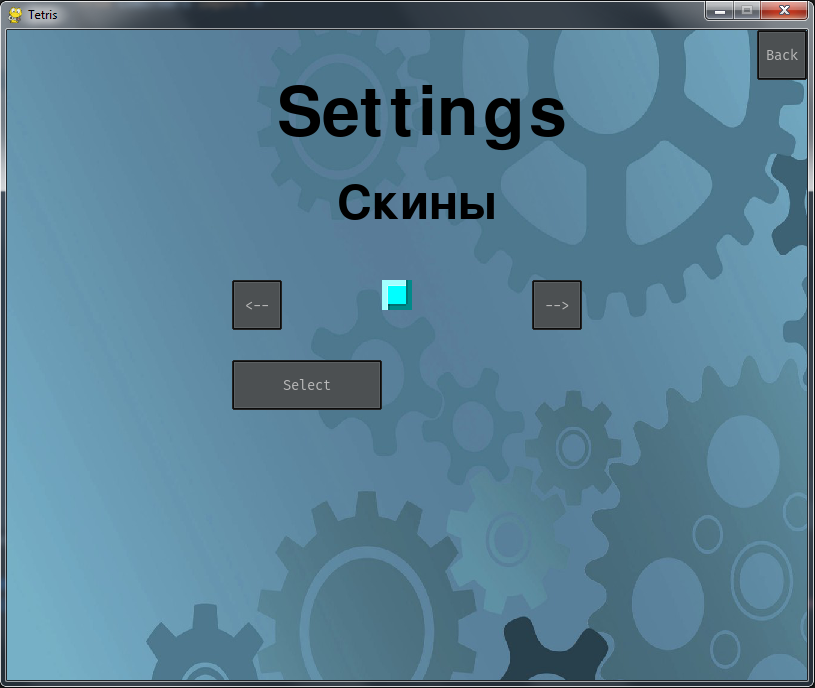 Tetris
Back
Settings
Скины
<--
-->
Select